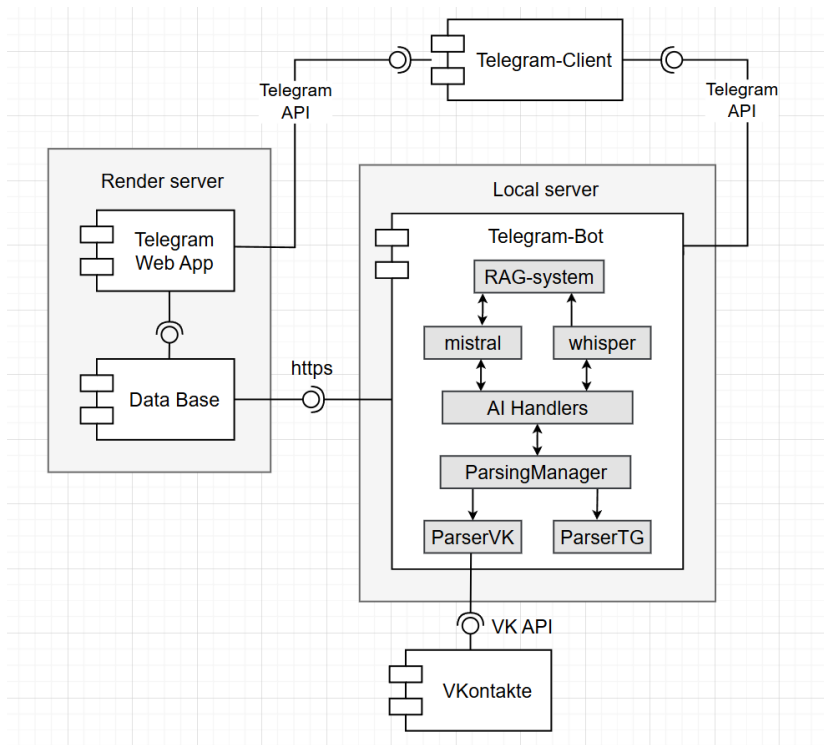 Telegram-Client
Telegram
API
Telegram
API
Render server
Telegram
Web App
Data Base
https
Local server
Telegram-Bot
RAG-system
mistral
whisper
AI Handlers
ParsingManager
ParserVK
ParserTG
VK API
VKontakte